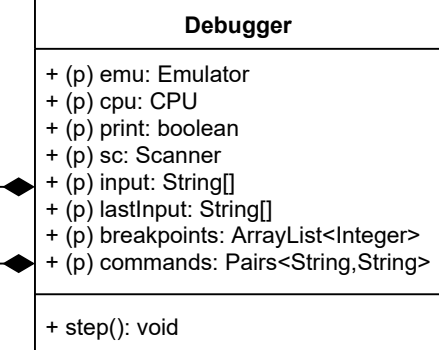 Debugger
+ (p) emu: Emulator
+ (p) cpu: CPU
+ (p) print: boolean
+ (p) sc: Scanner
+ (p) input: String[]
+ (p) lastInput: String[]
+ (p) breakpoints: ArrayList<Integer>
+ (p) commands: Pairs<String,String>
+ step(): void